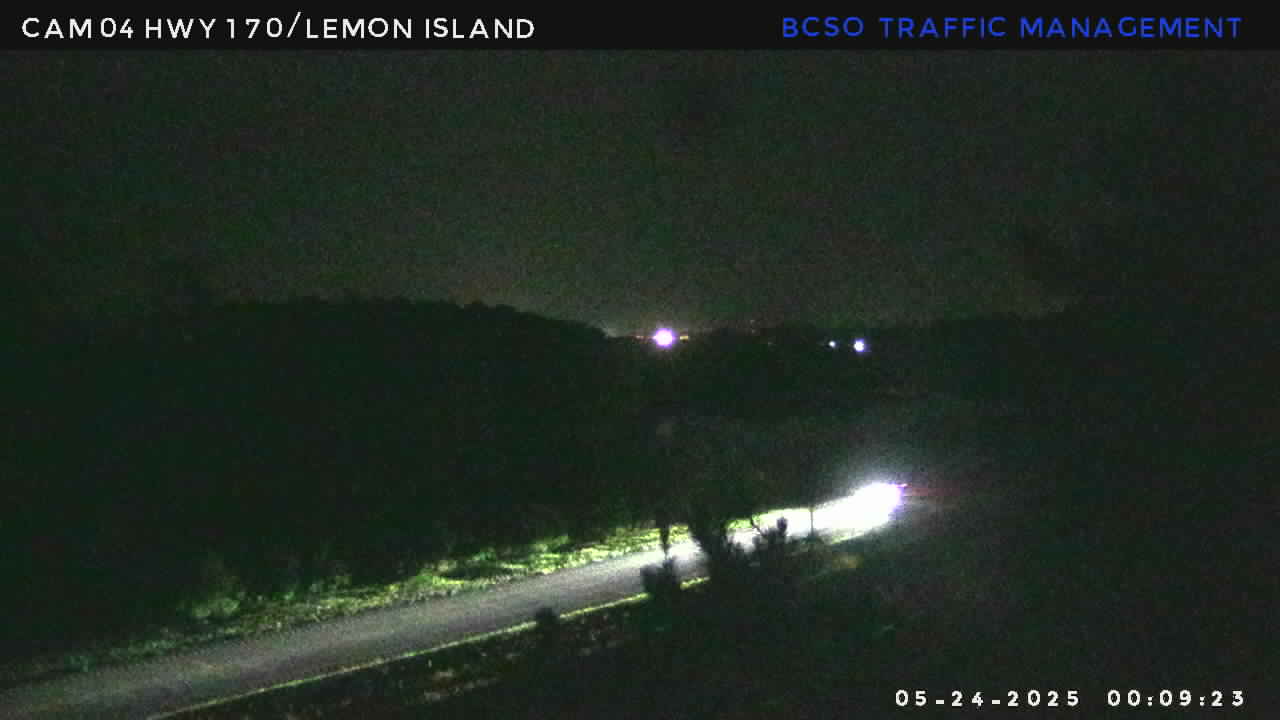 CAM04 HWY 170/LEMON ISLAND
BCSO TRAFFIC MANAGEMENT
05-24-2025 00:09:23